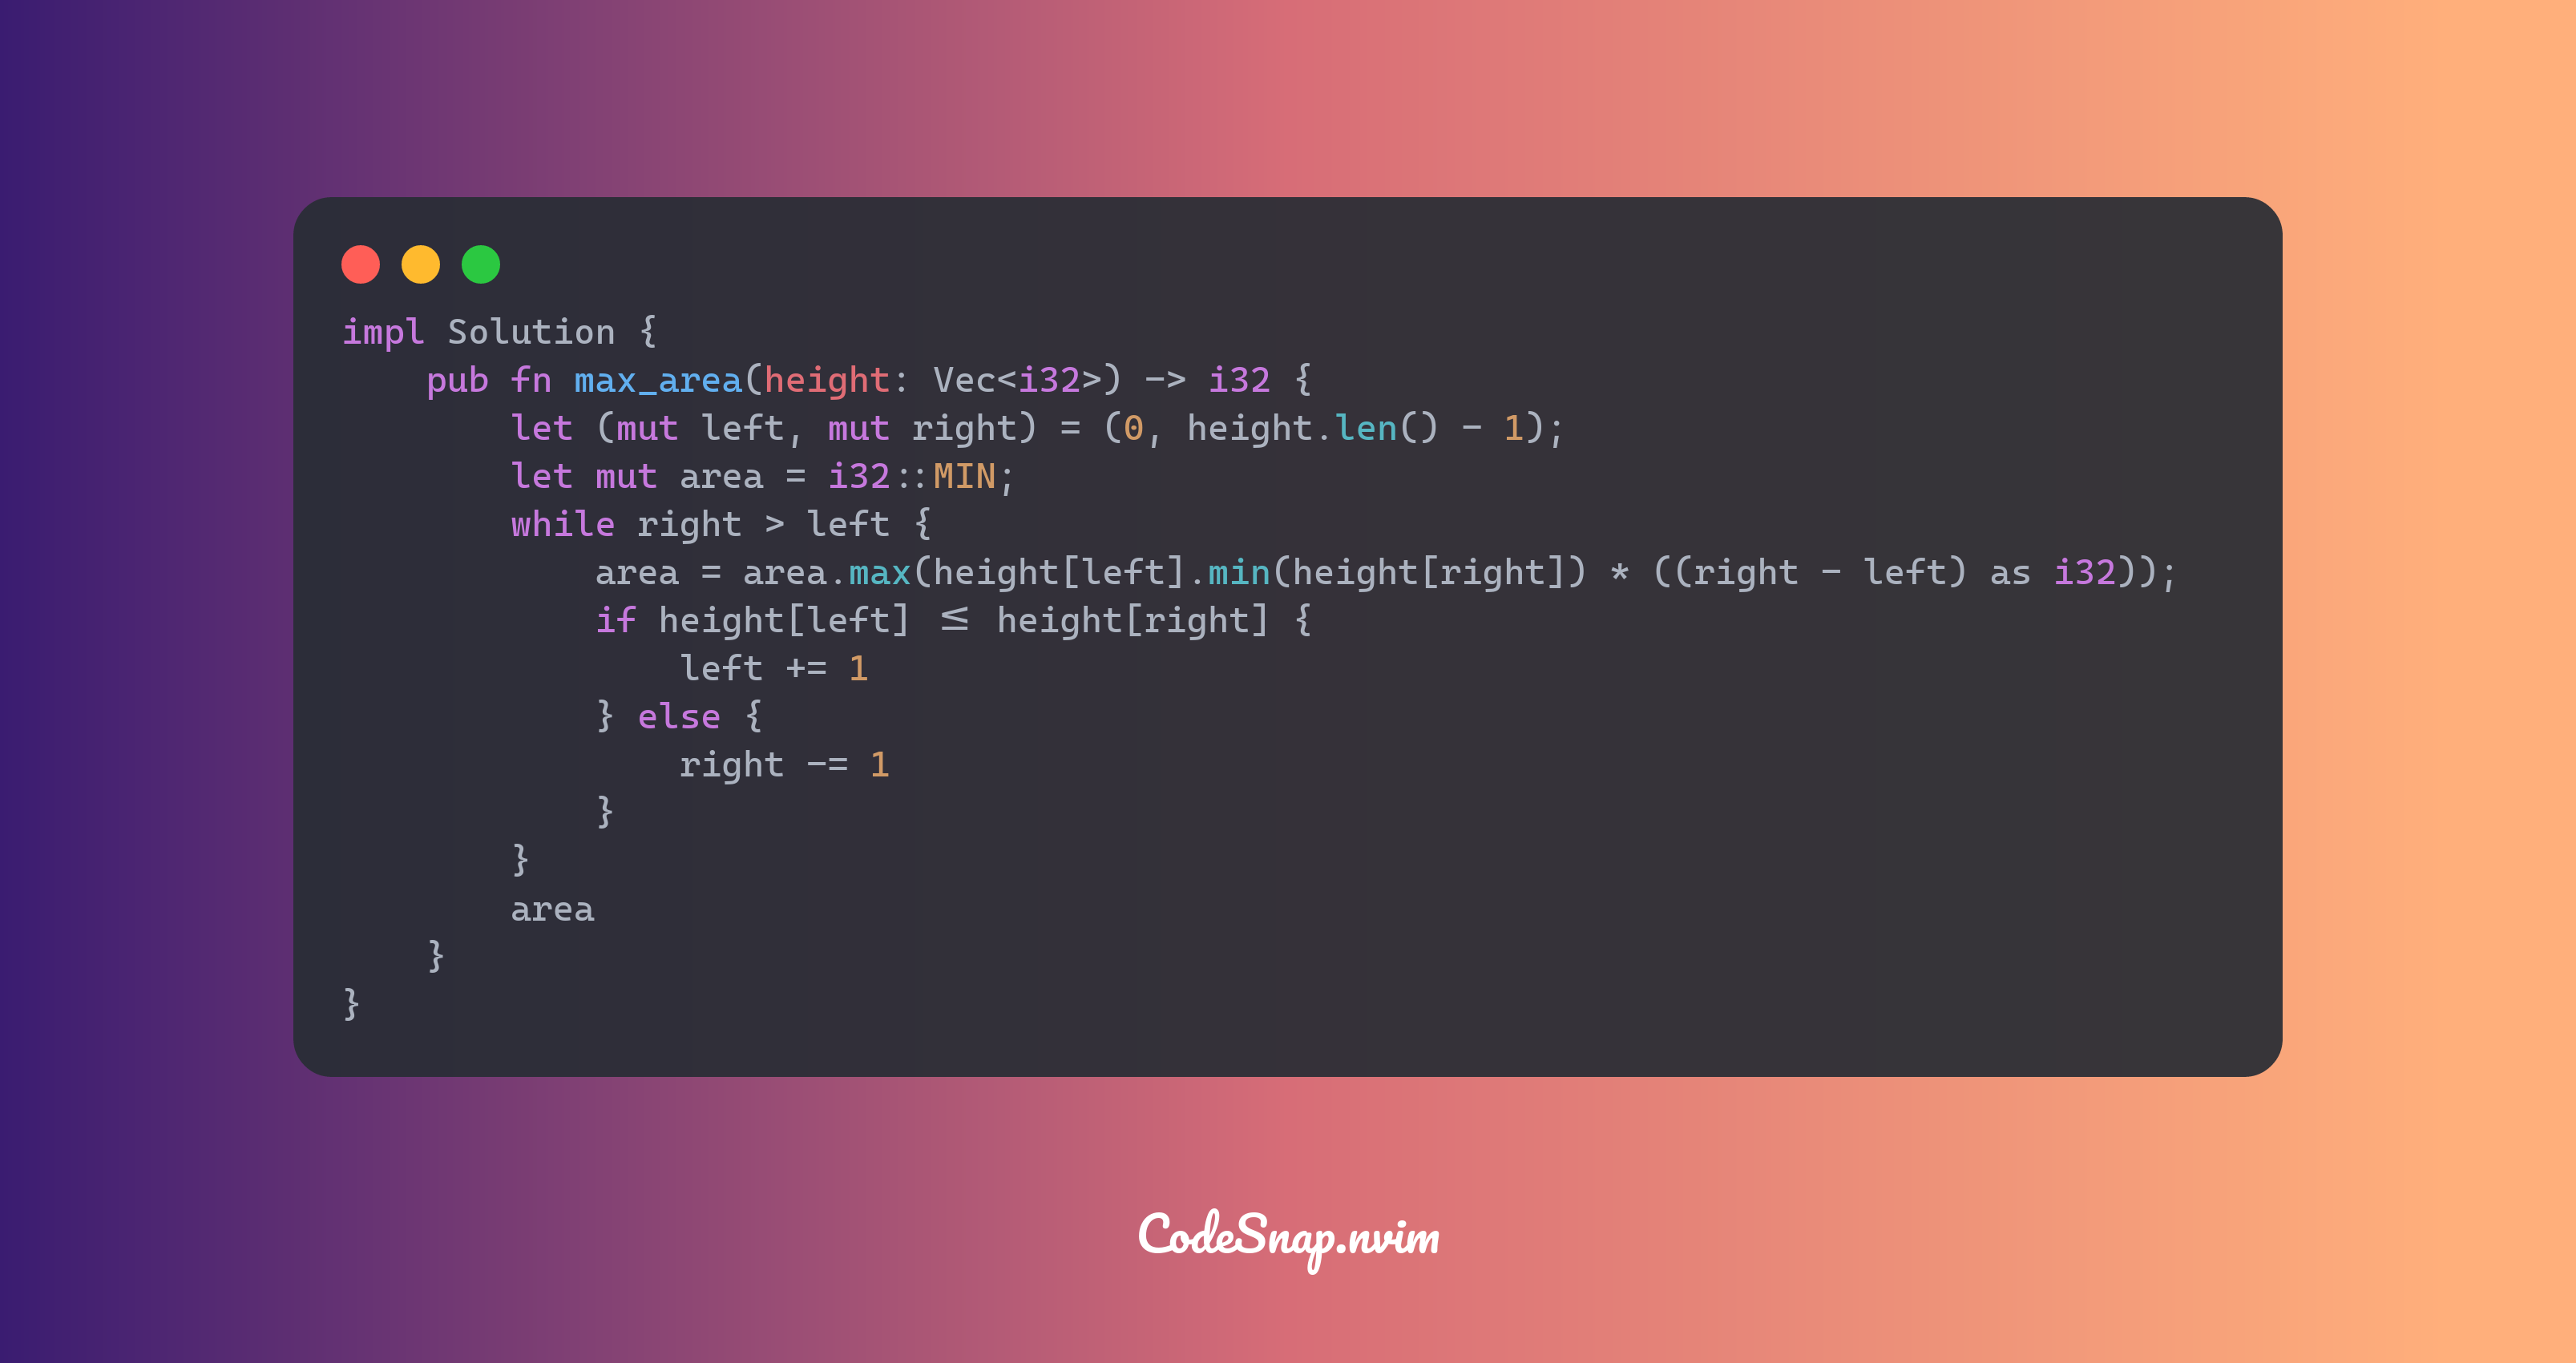 impl Solution {
    pub fn max_area(height: Vec<i32>) -> i32 {
        let (mut left, mut right) = (0, height.len() - 1);
        let mut area = i32::MIN;
        while right > left {
            area = area.max(height[left].min(height[right]) * ((right - left) as i32));
            if height[left] ≤ height[right] {
                left += 1
            } else {
                right -= 1
            }
        }
        area
    }
}
CodeSnap.nvim